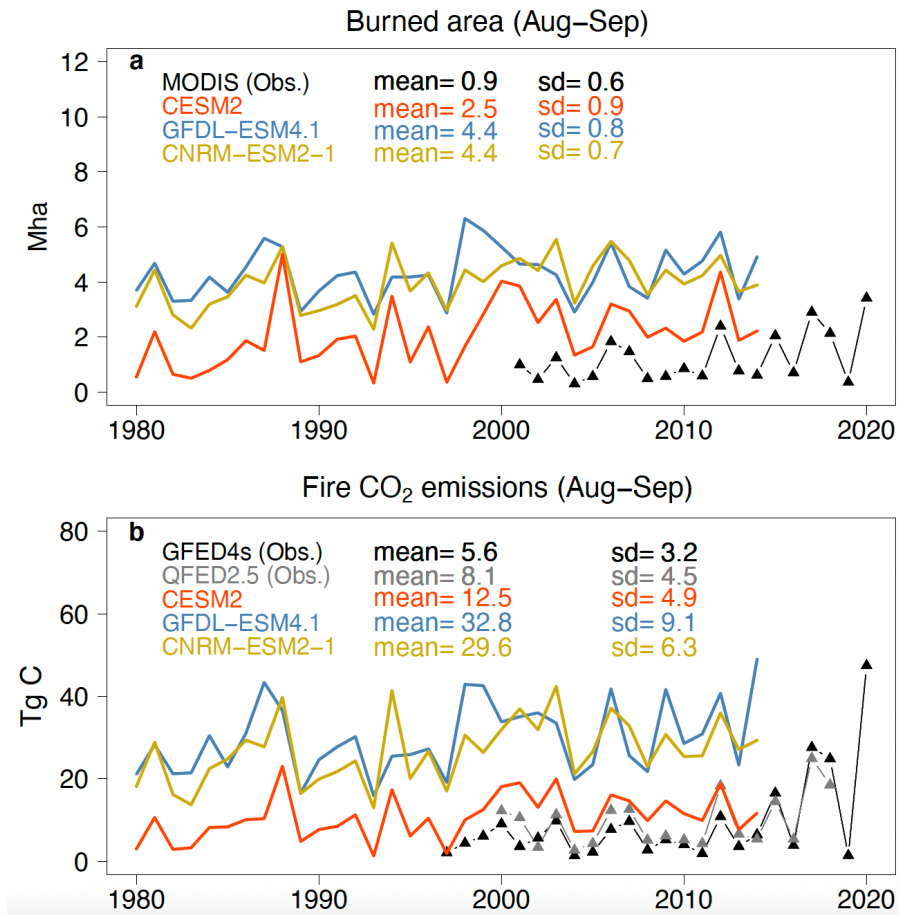 Burned area (Aug−Sep)
a
12
10
8
6
4
2
0
Mha
MODIS (Obs.) mean= 0.9 sd= 0.6
CESM2 mean= 2.5 sd= 0.9
GFDL−ESM4.1 mean= 4.4 sd= 0.8
CNRM−ESM2−1 mean= 4.4 sd= 0.7
1980 1990 2000 2010 2020
Fire CO₂ emissions (Aug−Sep)
b
80
60
40
20
0
Tg C
GFED4s (Obs.) mean= 5.6 sd= 3.2
QFED2.5 (Obs.) mean= 8.1 sd= 4.5
CESM2 mean= 12.5 sd= 4.9
GFDL−ESM4.1 mean= 32.8 sd= 9.1
CNRM−ESM2−1 mean= 29.6 sd= 6.3
1980 1990 2000 2010 2020